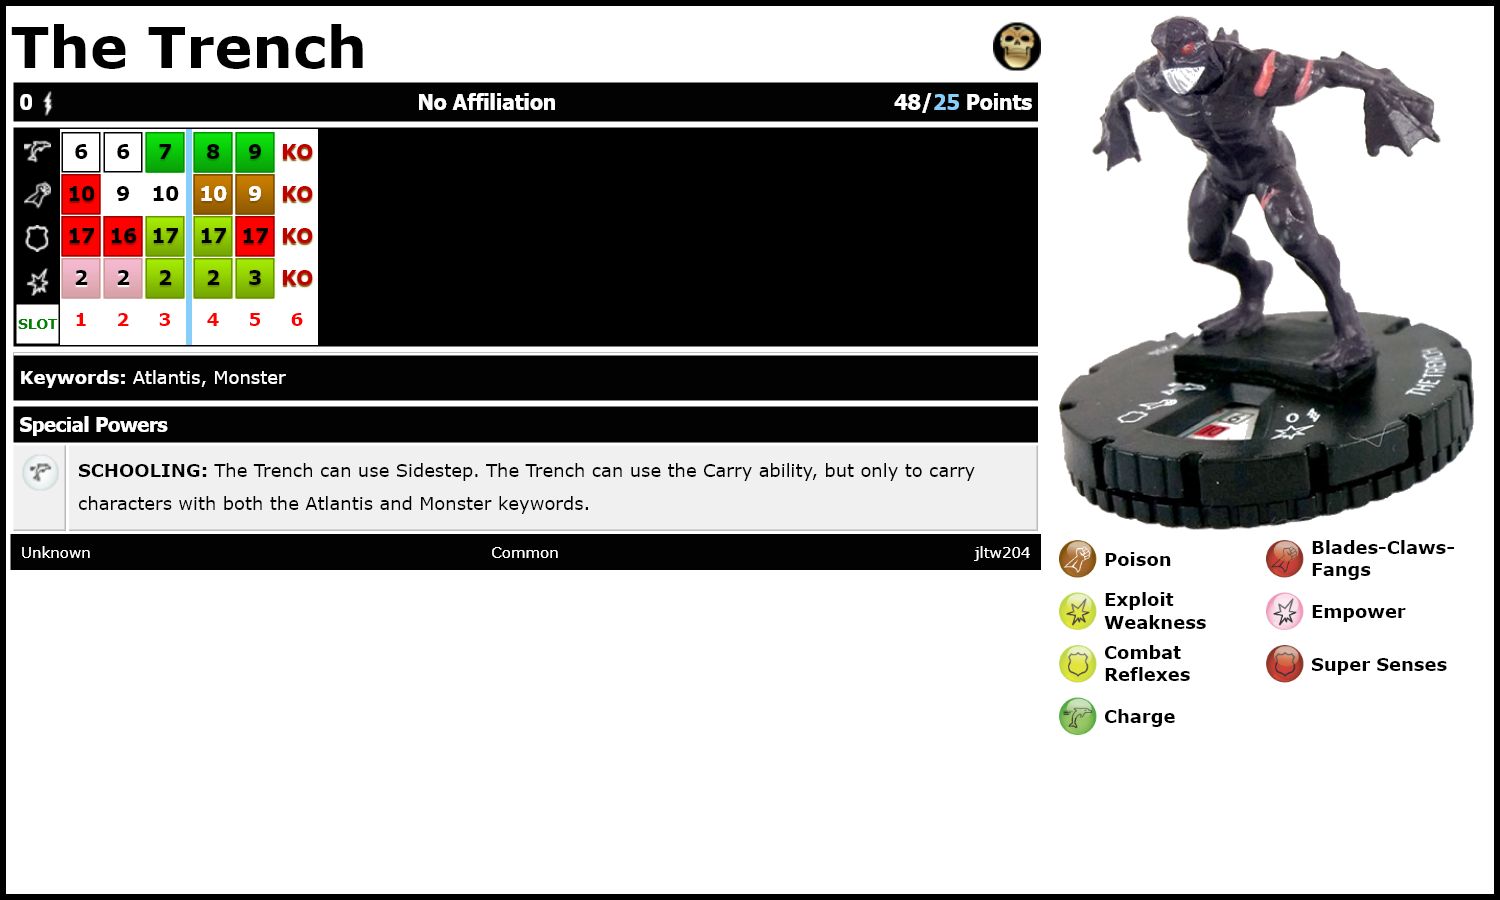 The Trench
0 No Affiliation 48/25 Points
6 6 7 8 9 KO
10 9 10 10 9 KO
17 16 17 17 17 KO
2 2 2 2 3 KO
SLOT 1 2 3 4 5 6
Keywords: Atlantis, Monster
Special Powers
SCHOOLING: The Trench can use Sidestep. The Trench can use the Carry ability, but only to carry
characters with both the Atlantis and Monster keywords.
Unknown Common jltw204
THE TRENCH
Poison
Blades-Claws-
Fangs
Exploit
Weakness
Empower
Combat
Reflexes
Super Senses
Charge